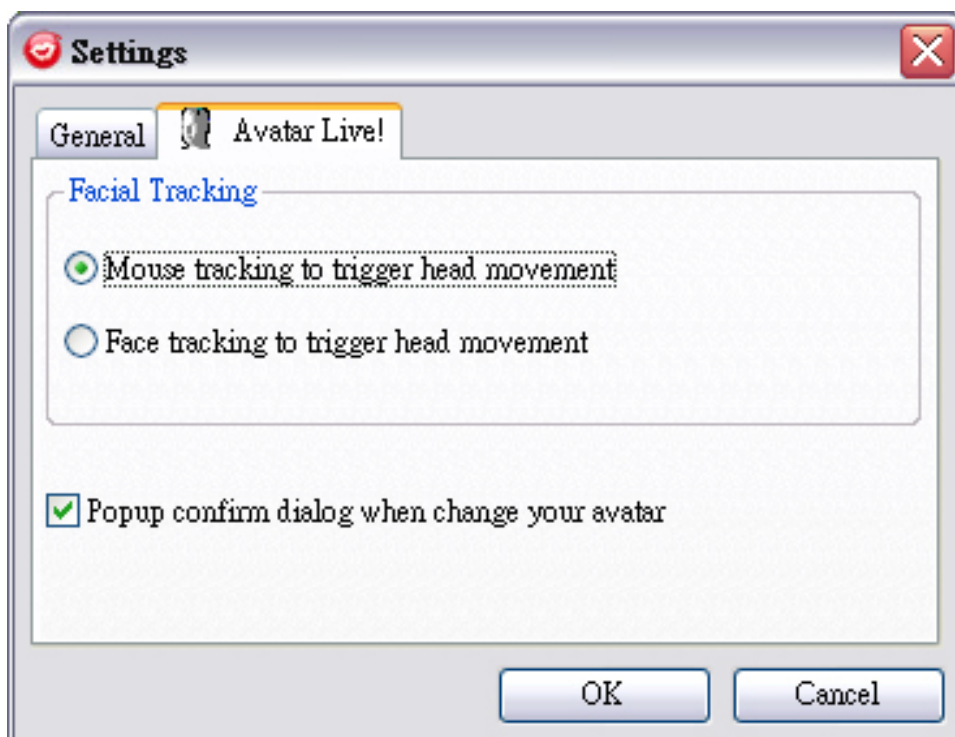 Settings
General
Avatar Live!
Facial Tracking
Mouse tracking to trigger head movement
Face tracking to trigger head movement
Popup confirm dialog when change your avatar
OK
Cancel